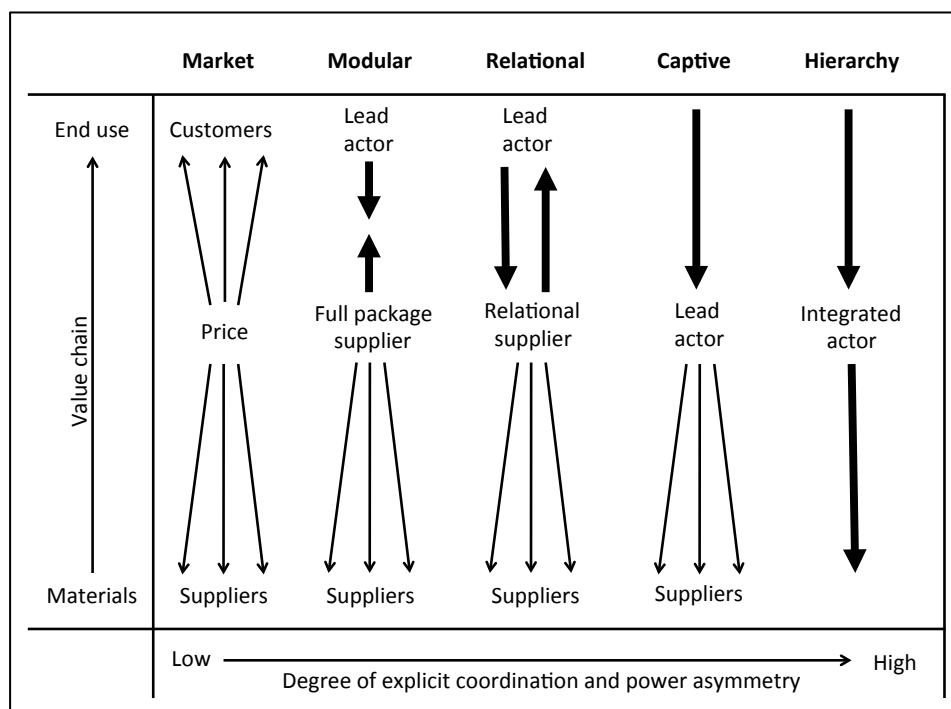 Market Modular Relational Captive Hierarchy
End use
Customers
Lead
actor
Lead
actor
Value chain
Price
Full package
supplier
Relational
supplier
Lead
actor
Integrated
actor
Materials
Suppliers
Suppliers
Suppliers
Suppliers
Low
High
Degree of explicit coordination and power asymmetry